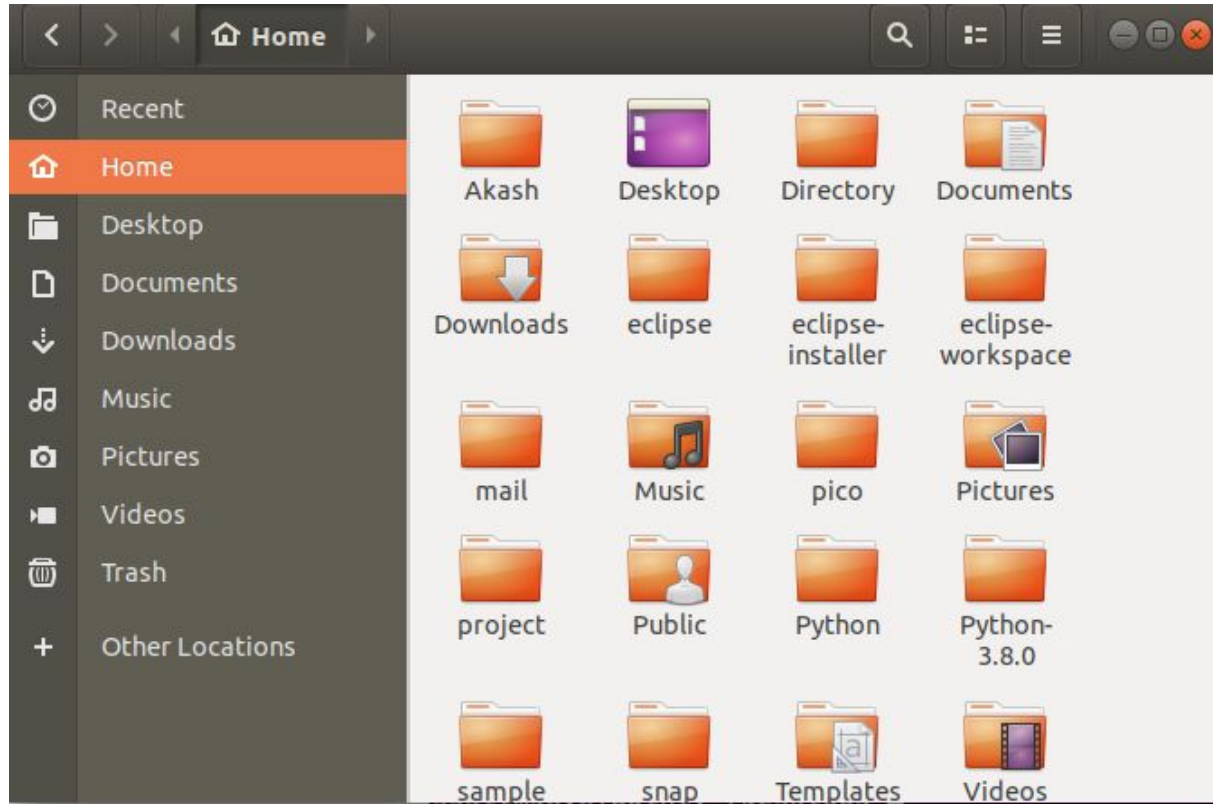 Home
Recent
Home
Desktop
Documents
Downloads
Music
Pictures
Videos
Trash
Other Locations
Akash Desktop Directory Documents
Downloads eclipse eclipse- eclipse-
installer workspace
mail Music pico Pictures
project Public Python Python-
3.8.0
sample snap Templates Videos